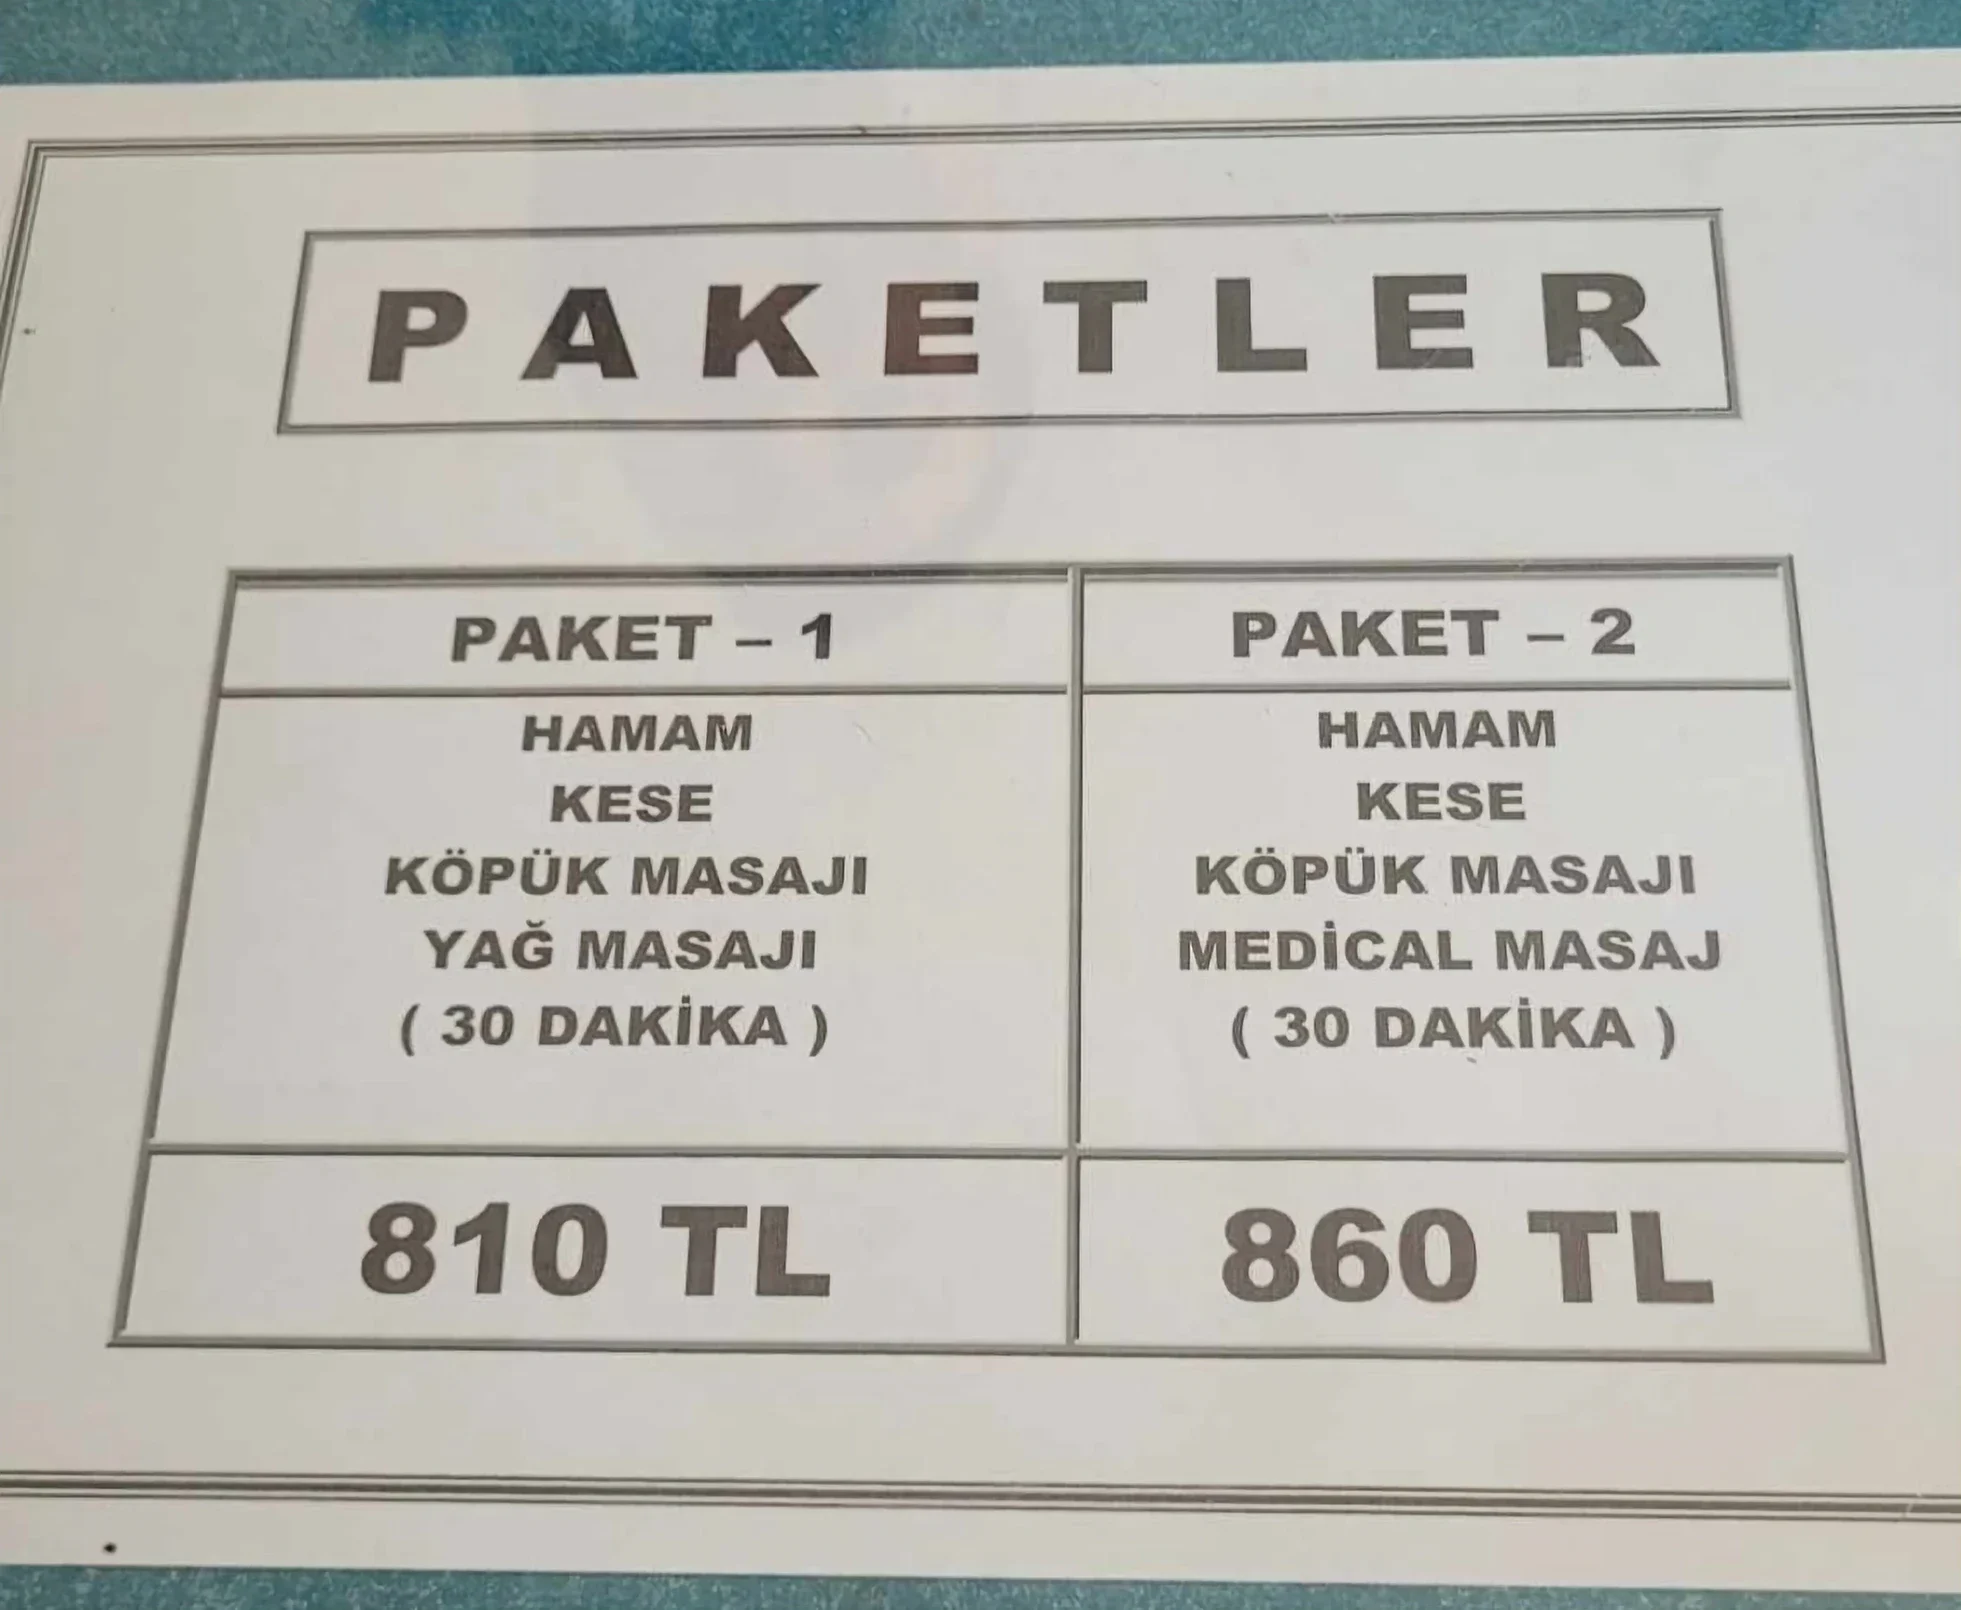 PAKETLER
PAKET – 1
HAMAM
KESE
KÖPÜK MASAJI
YAĞ MASAJI
( 30 DAKİKA )
810 TL
PAKET – 2
HAMAM
KESE
KÖPÜK MASAJI
MEDİCAL MASAJ
( 30 DAKİKA )
860 TL